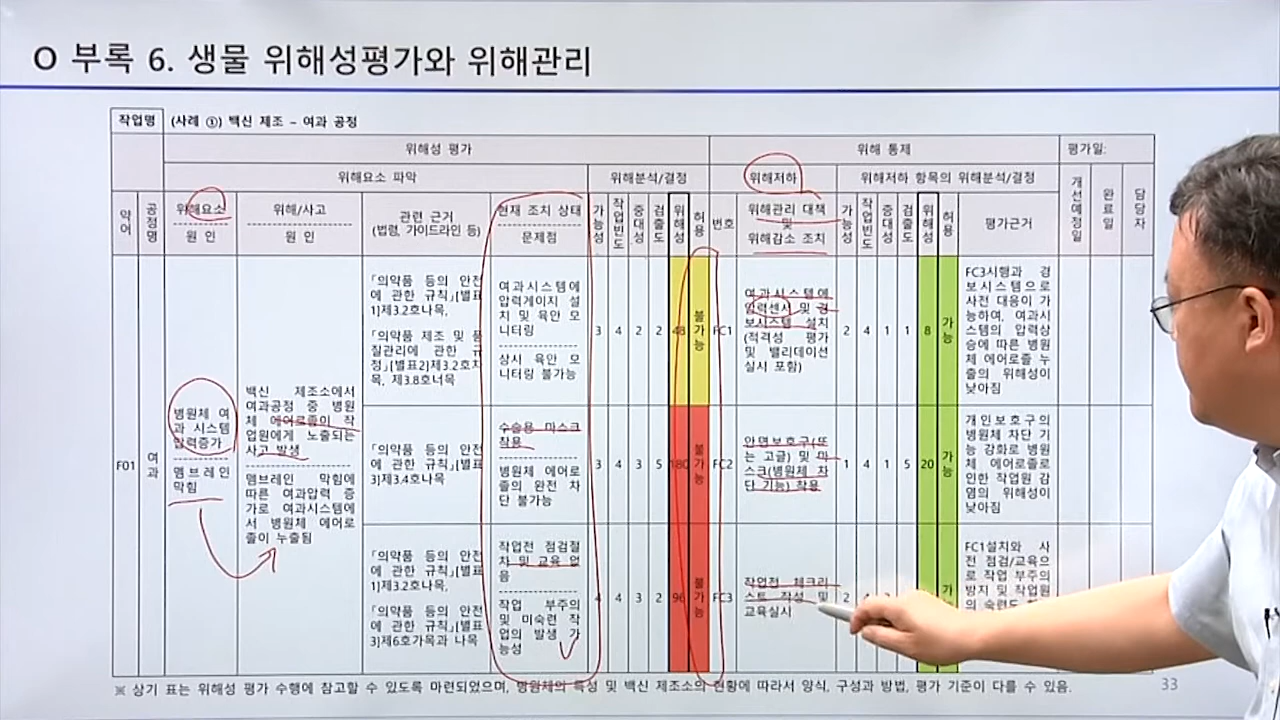 O 부록 6. 생물 위해성평가와 위해관리
작업명
(사례 ①) 백신 제조 – 여과 공정
위해성 평가
위해 통제
평가일:
위해요소 파악
위해분석/결정
위해저하
위해저하 항목의 위해분석/결정
약어
공정명
위해요소
원 인
위해/사고
원 인
관련 근거
(법령, 가이드라인 등)
현재 조치 상태
문제점
가능성
작업빈도
중대성
검출도
위해성
허용
번호
위해관리 대책
및
위해감소 조치
가능성
작업빈도
중대성
검출도
위해성
허용
평가근거
개선예정일
완료일
담당자
F01
여과
병원체 여
과 시스템
압력증가
멤브레인
막힘
백신 제조소에서
여과공정 중 병원
체 에어로졸이 작
업원에게 노출되는
사고 발생
멤브레인 막힘에
따른 여과압력 증
가로 여과시스템에
서 병원체 에어로
졸이 누출됨
「의약품 등의 안전
에 관한 규칙」[별표
1]제3.2호나목,
「의약품 제조 및 품
질관리에 관한 규
정」[별표2]제3.2호자
목, 제3.8호너목
여과시스템에
압력게이지 설
치 및 육안 모
니터링
상시 육안 모
니터링 불가능
3
4
2
2
48
불가능
FC1
여과시스템에
압력센서 및 경
보시스템 설치
(적격성 평가
및 밸리데이션
실시 포함)
2
4
1
1
8
가능
FC3시행과 경
보시스템으로
사전 대응이 가
능하여, 여과시
스템의 압력상
승에 따른 병원
체 에어로졸 누
출의 위해성이
낮아짐
「의약품 등의 안전
에 관한 규칙」[별표
3]제3.4호나목
수술용 마스크
착용
병원체 에어로
졸의 완전 차
단 불가능
3
4
3
5
180
불가능
FC2
안면보호구(또
는 고글) 및 마
스크(병원체 차
단 기능) 착용
1
4
1
5
20
가능
개인보호구의
병원체 차단 기
능 강화로 병원
체 에어로졸로
인한 작업원 감
염의 위해성이
낮아짐
「의약품 등의 안전
에 관한 규칙」[별표
1]제3.2호나목,
「의약품 등의 안전
에 관한 규칙」[별표
3]제6호가목과 나목
작업전 점검절
차 및 교육 없
음
작업 부주의
및 미숙련 작
업의 발생 가
능성
4
4
3
2
96
불가능
FC3
작업전 체크리
스트 작성 및
교육실시
2
가
FC1설치와 사
전 점검/교육으
로 작업 부주의
방지 및 작업원
의 숙련도
※ 상기 표는 위해성 평가 수행에 참고할 수 있도록 마련되었으며, 병원체의 특성 및 백신 제조소의 현황에 따라서 양식, 구성과 방법, 평가 기준이 다를 수 있음.
33